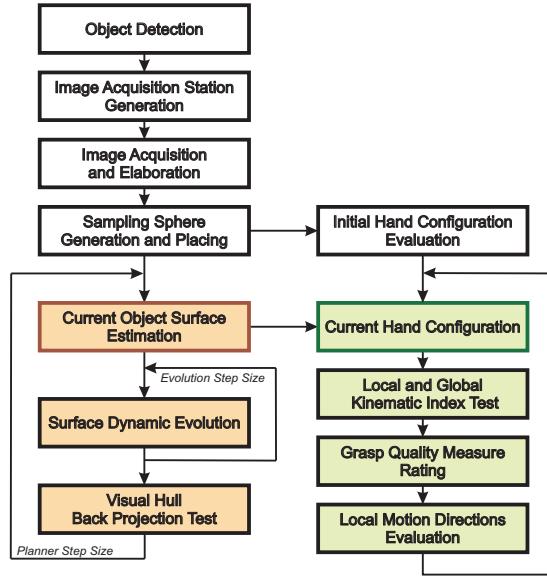 Object Detection
Image Acquisition Station
Generation
Image Acquisition
and Elaboration
Sampling Sphere
Generation and Placing
Initial Hand Configuration
Evaluation
Current Object Surface
Estimation
Current Hand Configuration
Evolution Step Size
Local and Global
Kinematic Index Test
Surface Dynamic Evolution
Grasp Quality Measure
Rating
Visual Hull
Back Projection Test
Local Motion Directions
Evaluation
Planner Step Size